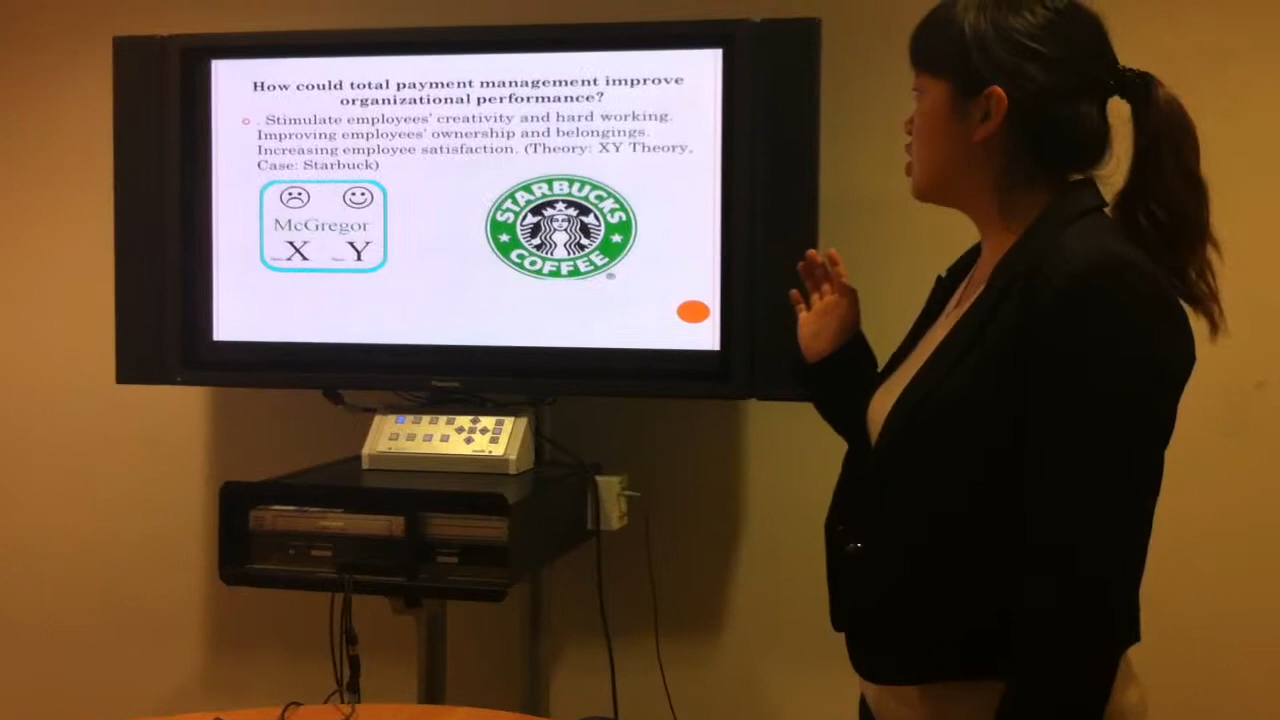 How could total payment management improve
organizational performance?
. Stimulate employees' creativity and hard working.
Improving employees' ownership and belongings.
Increasing employee satisfaction. (Theory: XY Theory,
Case: Starbuck)
McGregor
X Y
STARBUCKS
COFFEE
®
Panasonic